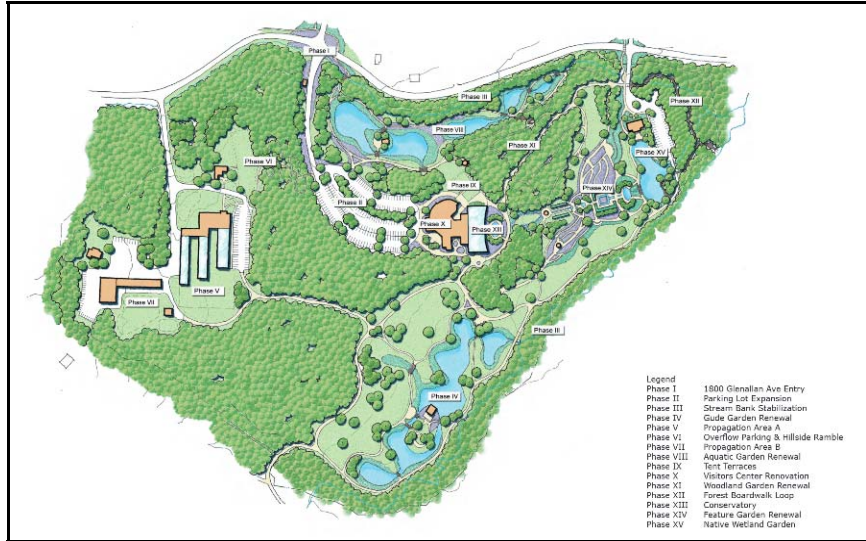 Phase I
Phase III
Phase XII
Phase VIII
Phase XI
Phase XV
Phase VI
Phase IX
Phase XIV
Phase II
Phase X
Phase XIII
Phase V
Phase VII
Phase III
Phase IV
Legend
Phase I 1800 Glenallan Ave Entry
Phase II Parking Lot Expansion
Phase III Stream Bank Stabilization
Phase IV Gude Garden Renewal
Phase V Propagation Area A
Phase VI Overflow Parking & Hillside Ramble
Phase VII Propagation Area B
Phase VIII Aquatic Garden Renewal
Phase IX Tent Terraces
Phase X Visitors Center Renovation
Phase XI Woodland Garden Renewal
Phase XII Forest Boardwalk Loop
Phase XIII Conservatory
Phase XIV Feature Garden Renewal
Phase XV Native Wetland Garden